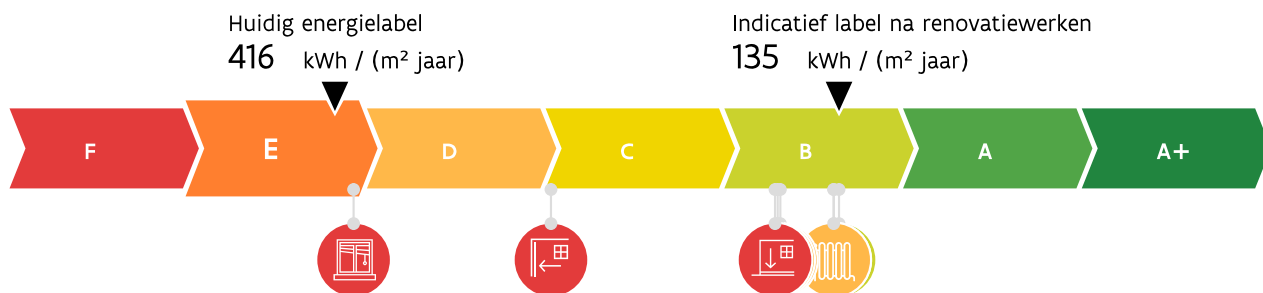 Huidig energielabel
416 kWh / (m² jaar)
Indicatief label na renovatiewerken
135 kWh / (m² jaar)
F E D C B A A+